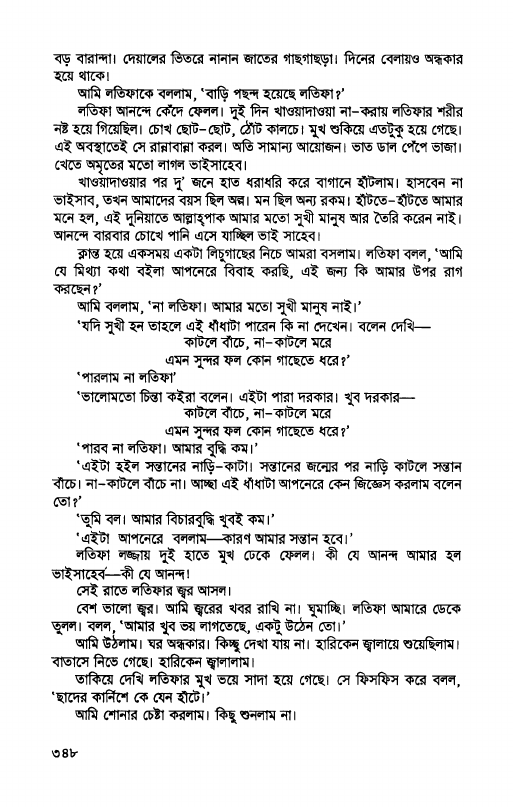 বড় বারান্দা। দেয়ালের ভিতরে নানান জাতের গাছগাছড়া। দিনের বেলায়ও অন্ধকার
হয়ে থাকে।
আমি লতিফাকে বললাম, 'বাড়ি পছন্দ হয়েছে লতিফা?'
লতিফা আনন্দে কেঁদে ফেলল। দুই দিন খাওয়াদাওয়া না-করায় লতিফার শরীর
নষ্ট হয়ে গিয়েছিল। চোখ ছোট-ছোট, ঠোঁট কালচে। মুখ শুকিয়ে এতটুকু হয়ে গেছে।
এই অবস্থাতেই সে রান্নাবান্না করল। অতি সামান্য আয়োজন। ভাত ডাল পেঁপে ভাজা।
খেতে অমৃতের মতো লাগল ভাইসাহেব।
খাওয়াদাওয়ার পর দু' জনে হাত ধরাধরি করে বাগানে হাঁটলাম। হাসবেন না
ভাইসাব, তখন আমাদের বয়স ছিল অল্প। মন ছিল অন্য রকম। হাঁটতে-হাঁটতে আমার
মনে হল, এই দুনিয়াতে আল্লাহ্‌পাক আমার মতো সুখী মানুষ আর তৈরি করেন নাই।
আনন্দে বারবার চোখে পানি এসে যাচ্ছিল ভাই সাহেব।
ক্লান্ত হয়ে একসময় একটা লিচুগাছের নিচে আমরা বসলাম। লতিফা বলল, 'আমি
যে মিথ্যা কথা বইলা আপনেরে বিবাহ করছি, এই জন্য কি আমার উপর রাগ
করছেন?'
আমি বললাম, 'না লতিফা। আমার মতো সুখী মানুষ নাই।'
'যদি সুখী হন তাহলে এই ধাঁধাটা পারেন কি না দেখেন। বলেন দেখি—
কাটলে বাঁচে, না-কাটলে মরে
এমন সুন্দর ফল কোন গাছেতে ধরে?'
'পারলাম না লতিফা'
'ভালোমতো চিন্তা কইরা বলেন। এইটা পারা দরকার। খুব দরকার—
কাটলে বাঁচে, না-কাটলে মরে
এমন সুন্দর ফল কোন গাছেতে ধরে?'
'পারব না লতিফা। আমার বুদ্ধি কম।'
'এইটা হইল সন্তানের নাড়ি-কাটা। সন্তানের জন্মের পর নাড়ি কাটলে সন্তান
বাঁচে। না-কাটলে বাঁচে না। আচ্ছা এই ধাঁধাটা আপনেরে কেন জিজ্ঞেস করলাম বলেন
তো?'
'তুমি বল। আমার বিচারবুদ্ধি খুবই কম।'
'এইটা আপনেরে বললাম—কারণ আমার সন্তান হবে।'
লতিফা লজ্জায় দুই হাতে মুখ ঢেকে ফেলল। কী যে আনন্দ আমার হল
ভাইসাহেব—কী যে আনন্দ!
সেই রাতে লতিফার জ্বর আসল।
বেশ ভালো জ্বর। আমি জ্বরের খবর রাখি না। ঘুমাচ্ছি। লতিফা আমারে ডেকে
তুলল। বলল, 'আমার খুব ভয় লাগতেছে, একটু উঠেন তো।'
আমি উঠলাম। ঘর অন্ধকার। কিচ্ছু দেখা যায় না। হারিকেন জ্বালায়ে শুয়েছিলাম।
বাতাসে নিভে গেছে। হারিকেন জ্বালালাম।
তাকিয়ে দেখি লতিফার মুখ ভয়ে সাদা হয়ে গেছে। সে ফিসফিস করে বলল,
'ছাদের কার্নিশে কে যেন হাঁটে।'
আমি শোনার চেষ্টা করলাম। কিছু শুনলাম না।
৩৪৮